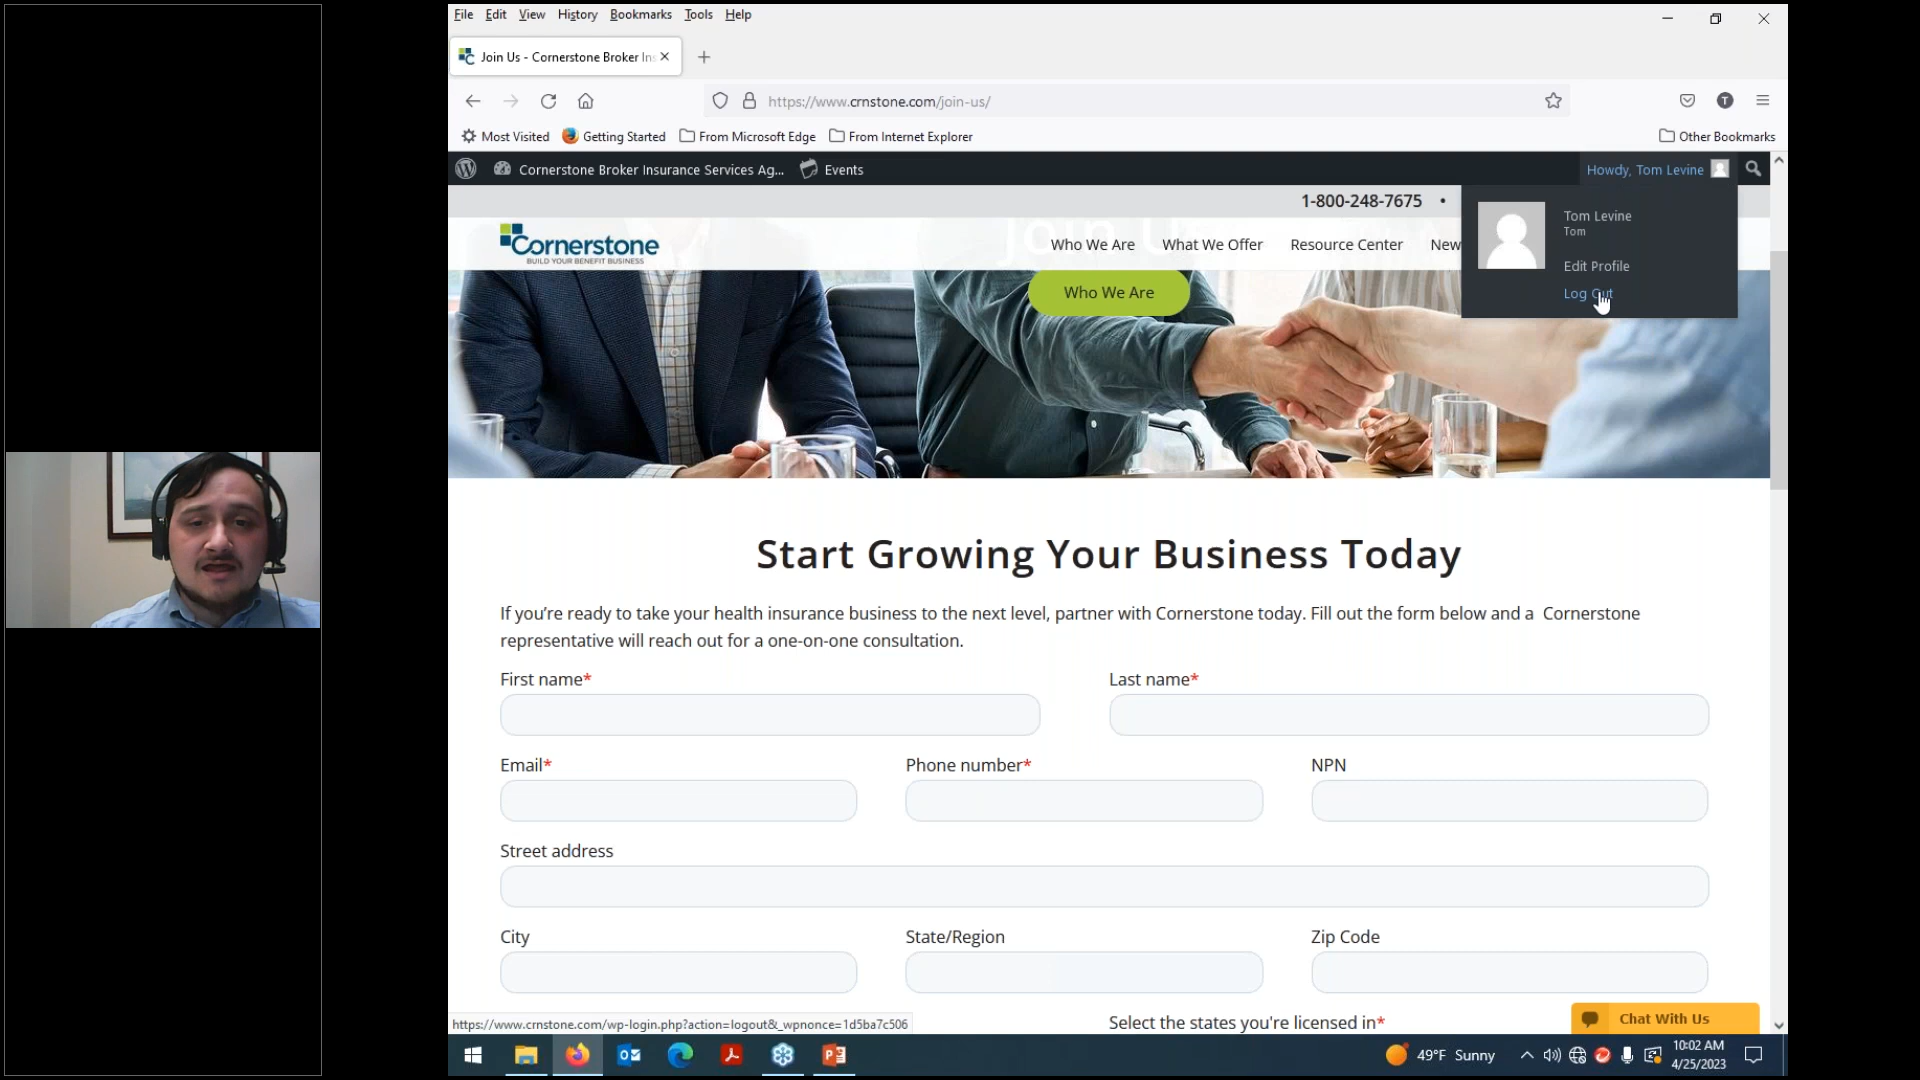 File Edit View History Bookmarks Tools Help
Join Us - Cornerstone Broker Ins
https://www.crnstone.com/join-us/
Most Visited Getting Started From Microsoft Edge From Internet Explorer Other Bookmarks
Cornerstone Broker Insurance Services Ag... Events Howdy, Tom Levine
1-800-248-7675 •
Tom Levine
Tom
Edit Profile
Log Out
Cornerstone
BUILD YOUR BENEFIT BUSINESS
Join Us
Who We Are What We Offer Resource Center New
Who We Are
Start Growing Your Business Today
If you're ready to take your health insurance business to the next level, partner with Cornerstone today. Fill out the form below and a Cornerstone
representative will reach out for a one-on-one consultation.
First name* Last name*
Email* Phone number* NPN
Street address
City State/Region Zip Code
Select the states you're licensed in*
Chat With Us
https://www.crnstone.com/wp-login.php?action=logout&_wpnonce=1d5ba7c506
49°F Sunny
10:02 AM
4/25/2023